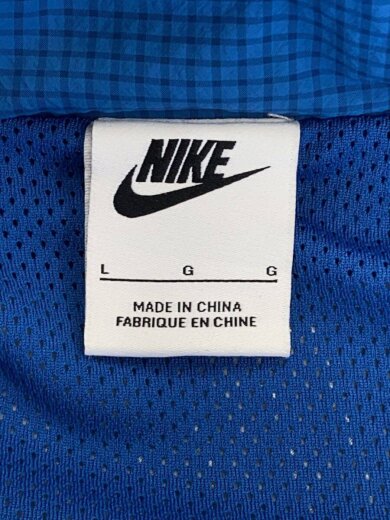 NIKE
L G G
MADE IN CHINA
FABRIQUE EN CHINE